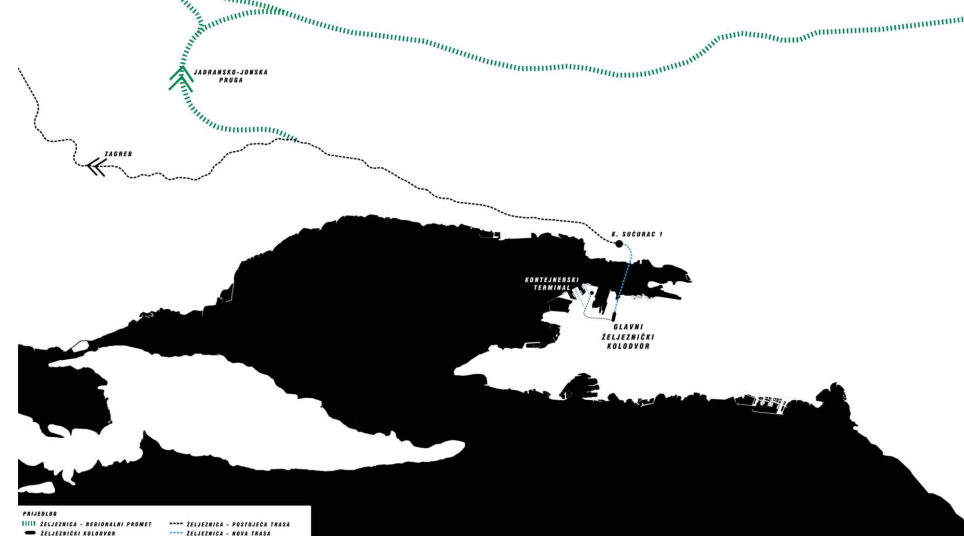 JADRANSKO-JONSKA
PRUGA
ZAGREB
K. SUĆURAC 1
KONTEJNERSKI
TERMINAL
GLAVNI
ŽELJEZNIČKI
KOLODVOR
PRIJEDLOG
ŽELJEZNICA - REGIONALNI PROMET
ŽELJEZNICA - POSTOJEĆA TRASA
ŽELJEZNIČKI KOLODVOR
ŽELJEZNICA - NOVA TRASA